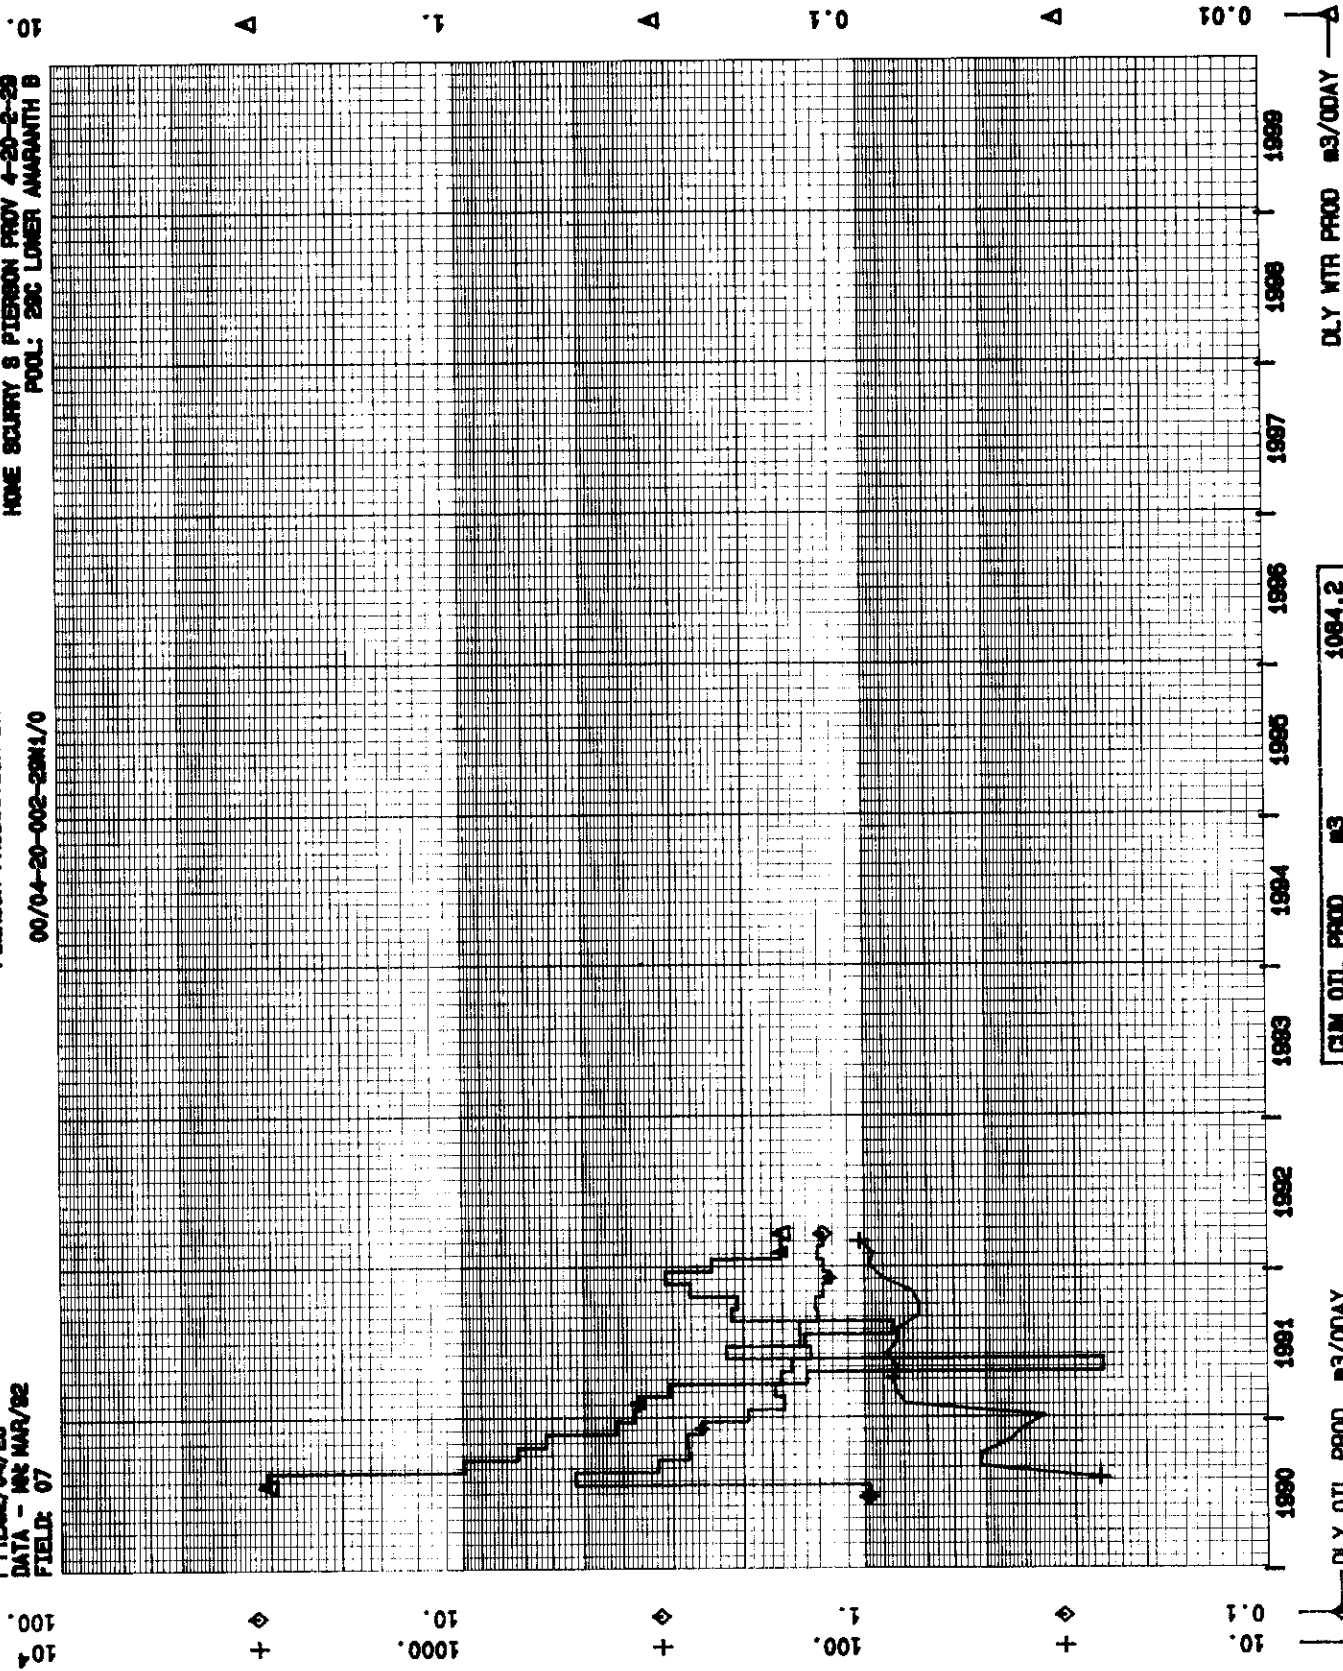 HOME SCURRY S PIERSON PROV 4-20-2-29
POOL: 29C LOWER AMARANTH B
00/04-20-002-29W1/0
DATA - MN: MAR/92
FIELD: 07
10.
1.
0.1
0.01
10⁴
1000.
100.
10.
100.
10.
1.
0.1
1990
1991
1992
1993
1994
1995
1996
1997
1998
1999
DLY OIL PROD m3/ODAY
CUM OIL PROD m3 1084.2
DLY WTR PROD m3/ODAY